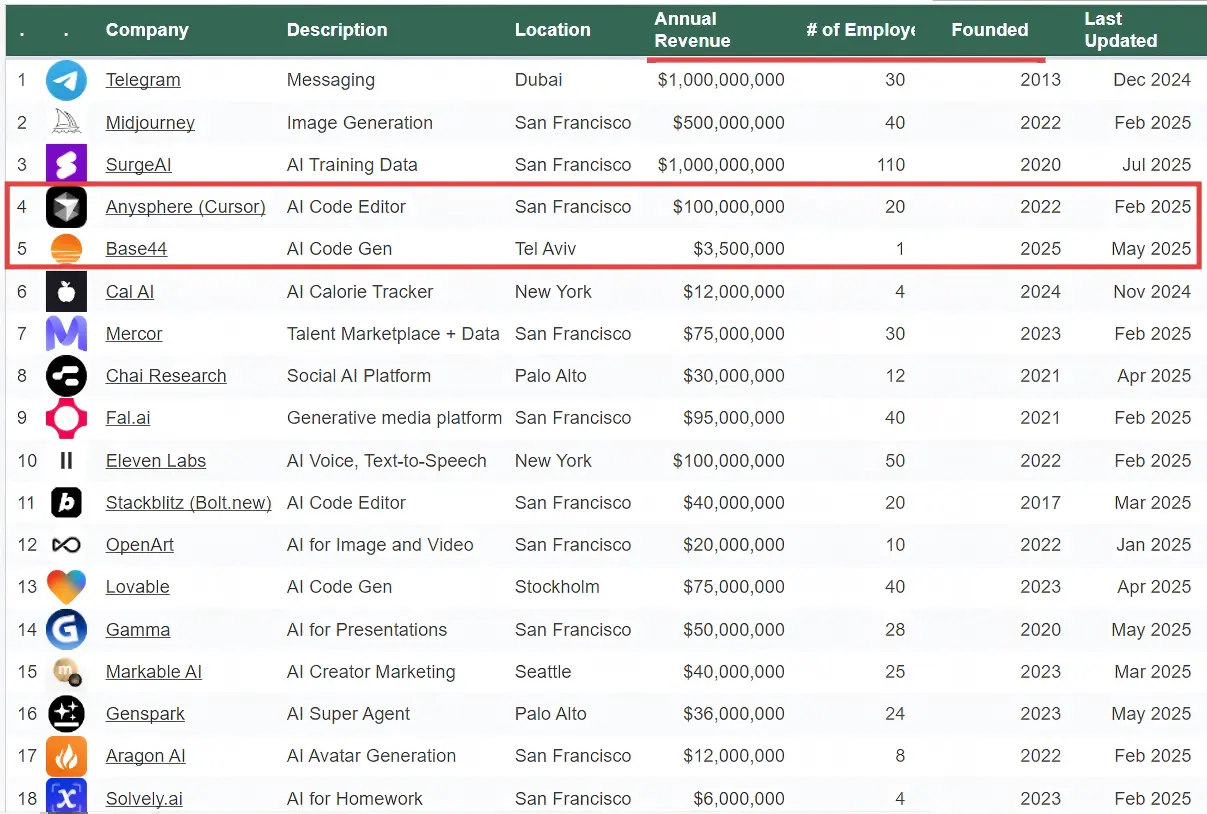 . . Company Description Location Annual Revenue # of Employe Founded Last Updated
1 Telegram Messaging Dubai $1,000,000,000 30 2013 Dec 2024
2 Midjourney Image Generation San Francisco $500,000,000 40 2022 Feb 2025
3 SurgeAI AI Training Data San Francisco $1,000,000,000 110 2020 Jul 2025
4 Anysphere (Cursor) AI Code Editor San Francisco $100,000,000 20 2022 Feb 2025
5 Base44 AI Code Gen Tel Aviv $3,500,000 1 2025 May 2025
6 Cal AI AI Calorie Tracker New York $12,000,000 4 2024 Nov 2024
7 Mercor Talent Marketplace + Data San Francisco $75,000,000 30 2023 Feb 2025
8 Chai Research Social AI Platform Palo Alto $30,000,000 12 2021 Apr 2025
9 Fal.ai Generative media platform San Francisco $95,000,000 40 2021 Feb 2025
10 Eleven Labs AI Voice, Text-to-Speech New York $100,000,000 50 2022 Feb 2025
11 b Stackblitz (Bolt.new) AI Code Editor San Francisco $40,000,000 20 2017 Mar 2025
12 OpenArt AI for Image and Video San Francisco $20,000,000 10 2022 Jan 2025
13 Lovable AI Code Gen Stockholm $75,000,000 40 2023 Apr 2025
14 G Gamma AI for Presentations San Francisco $50,000,000 28 2020 May 2025
15 m Markable AI AI Creator Marketing Seattle $40,000,000 25 2023 Mar 2025
16 Genspark AI Super Agent Palo Alto $36,000,000 24 2023 May 2025
17 Aragon AI AI Avatar Generation San Francisco $12,000,000 8 2022 Feb 2025
18 x Solvely.ai AI for Homework San Francisco $6,000,000 4 2023 Feb 2025